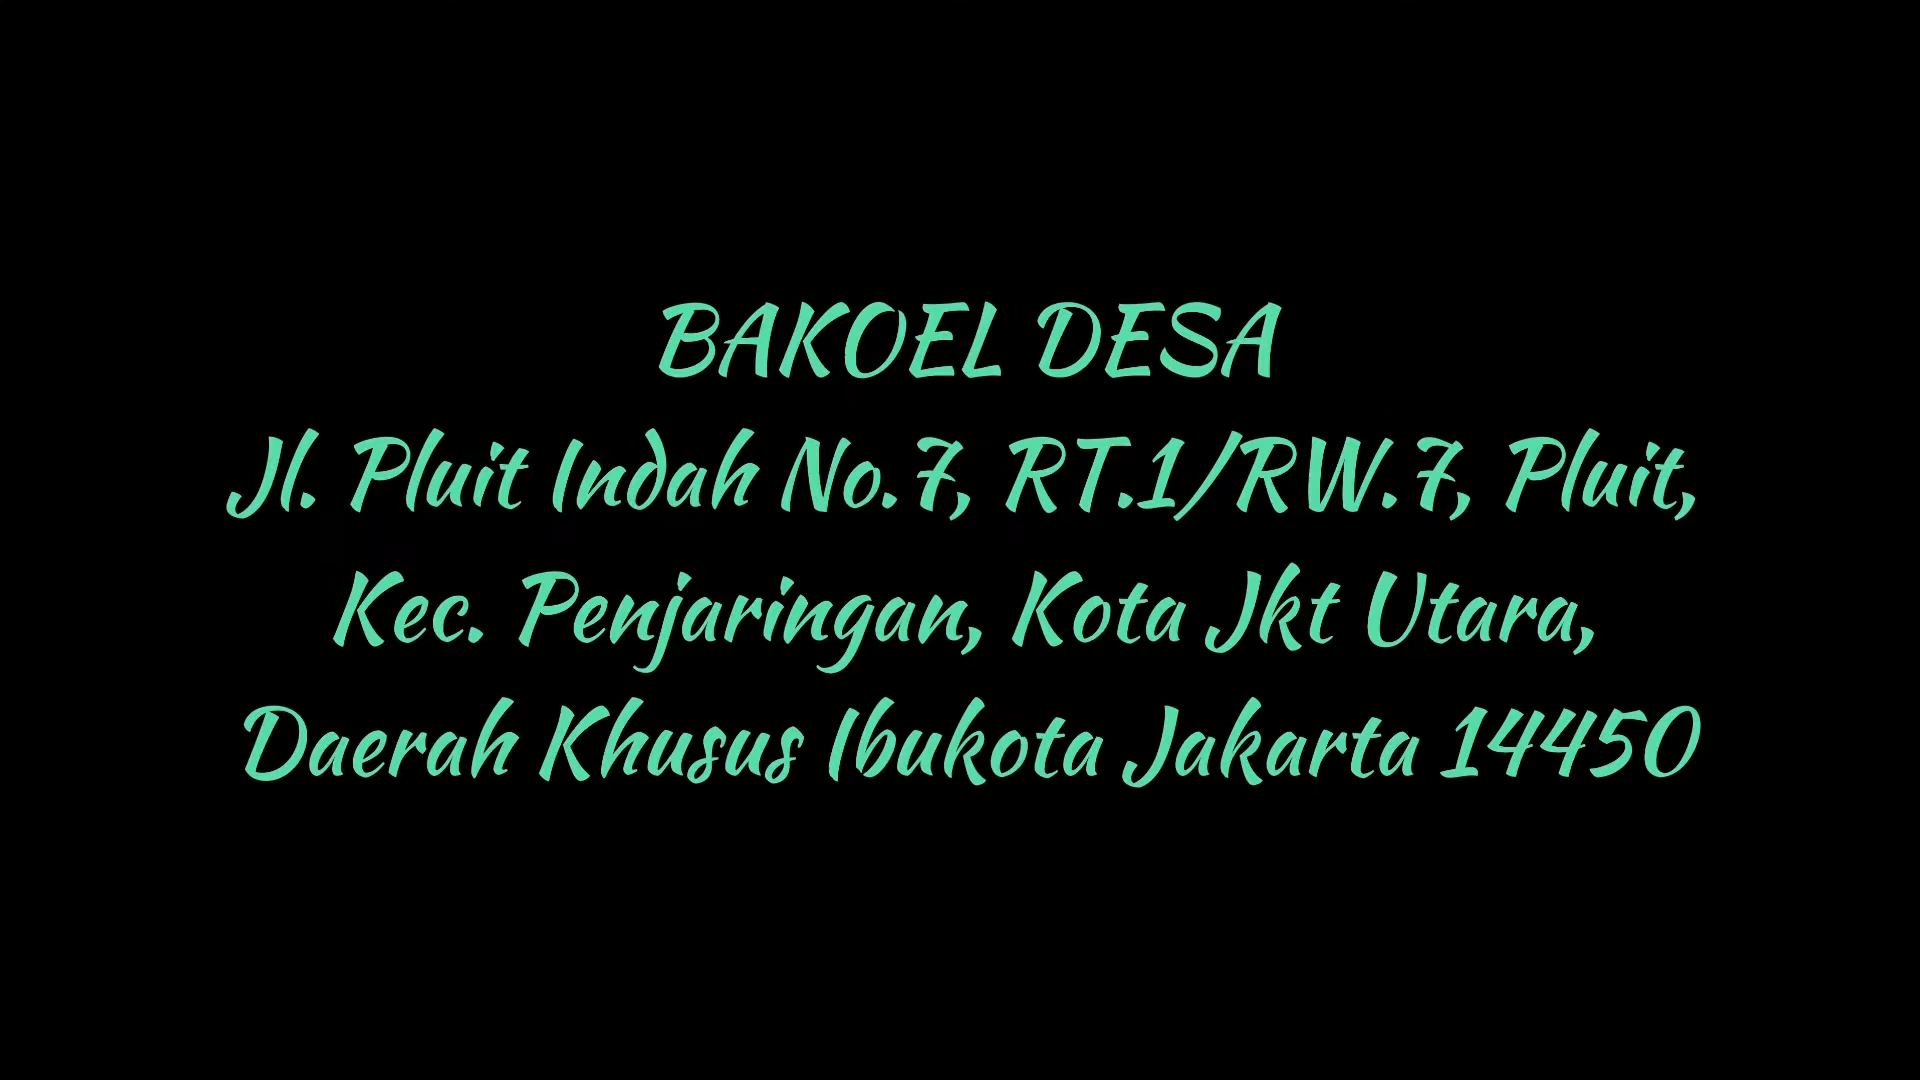 BAKOEL DESA
Jl. Pluit Indah No.7, RT.1/RW.7, Pluit,
Kec. Penjaringan, Kota Jkt Utara,
Daerah Khusus Ibukota Jakarta 14450